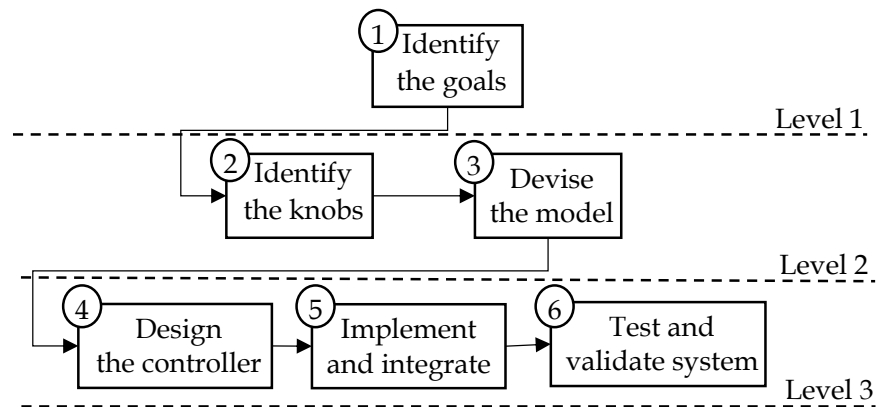 1
Identify
the goals
Level 1
2
Identify
the knobs
3
Devise
the model
Level 2
4
Design
the controller
5
Implement
and integrate
6
Test and
validate system
Level 3